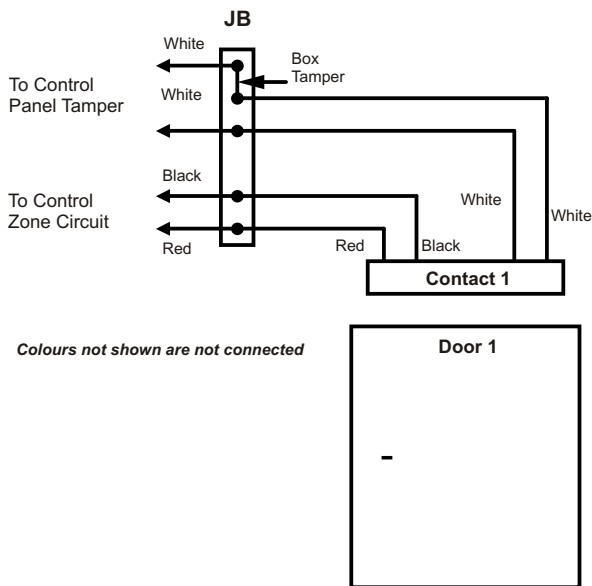 JB
White
Box
Tamper
To Control
Panel Tamper
White
Black
To Control
Zone Circuit
White
White
Red
Red
Black
Contact 1
Colours not shown are not connected
Door 1